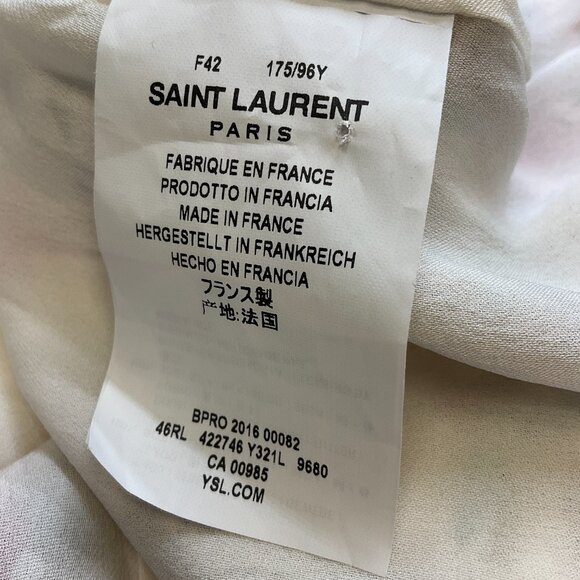 F42 175/96Y
SAINT LAURENT
PARIS
FABRIQUE EN FRANCE
PRODOTTO IN FRANCIA
MADE IN FRANCE
HERGESTELLT IN FRANKREICH
HECHO EN FRANCIA
フランス製
产地:法国
BPRO 2016 00082
46RL 422746 Y321L 9680
CA 00985
YSL.COM